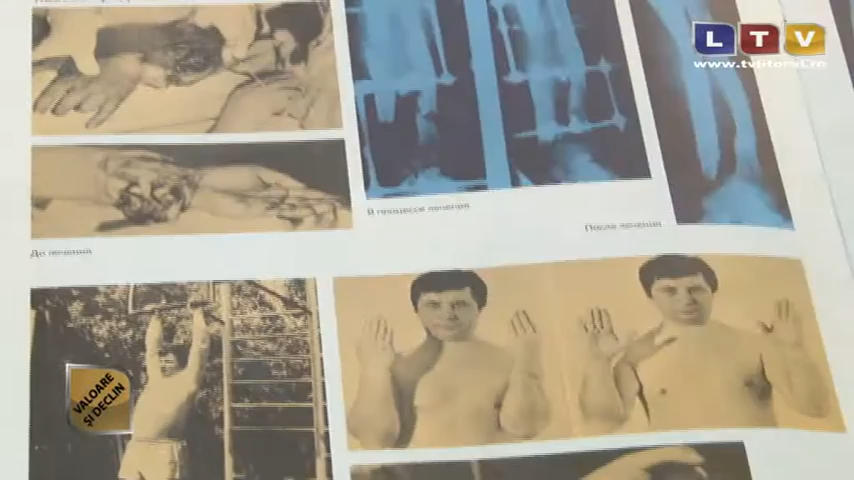 LTV
www.tvlitoral.ro
В процессе лечения
После лечения
До лечения
VALOARE
ȘI DECLIN